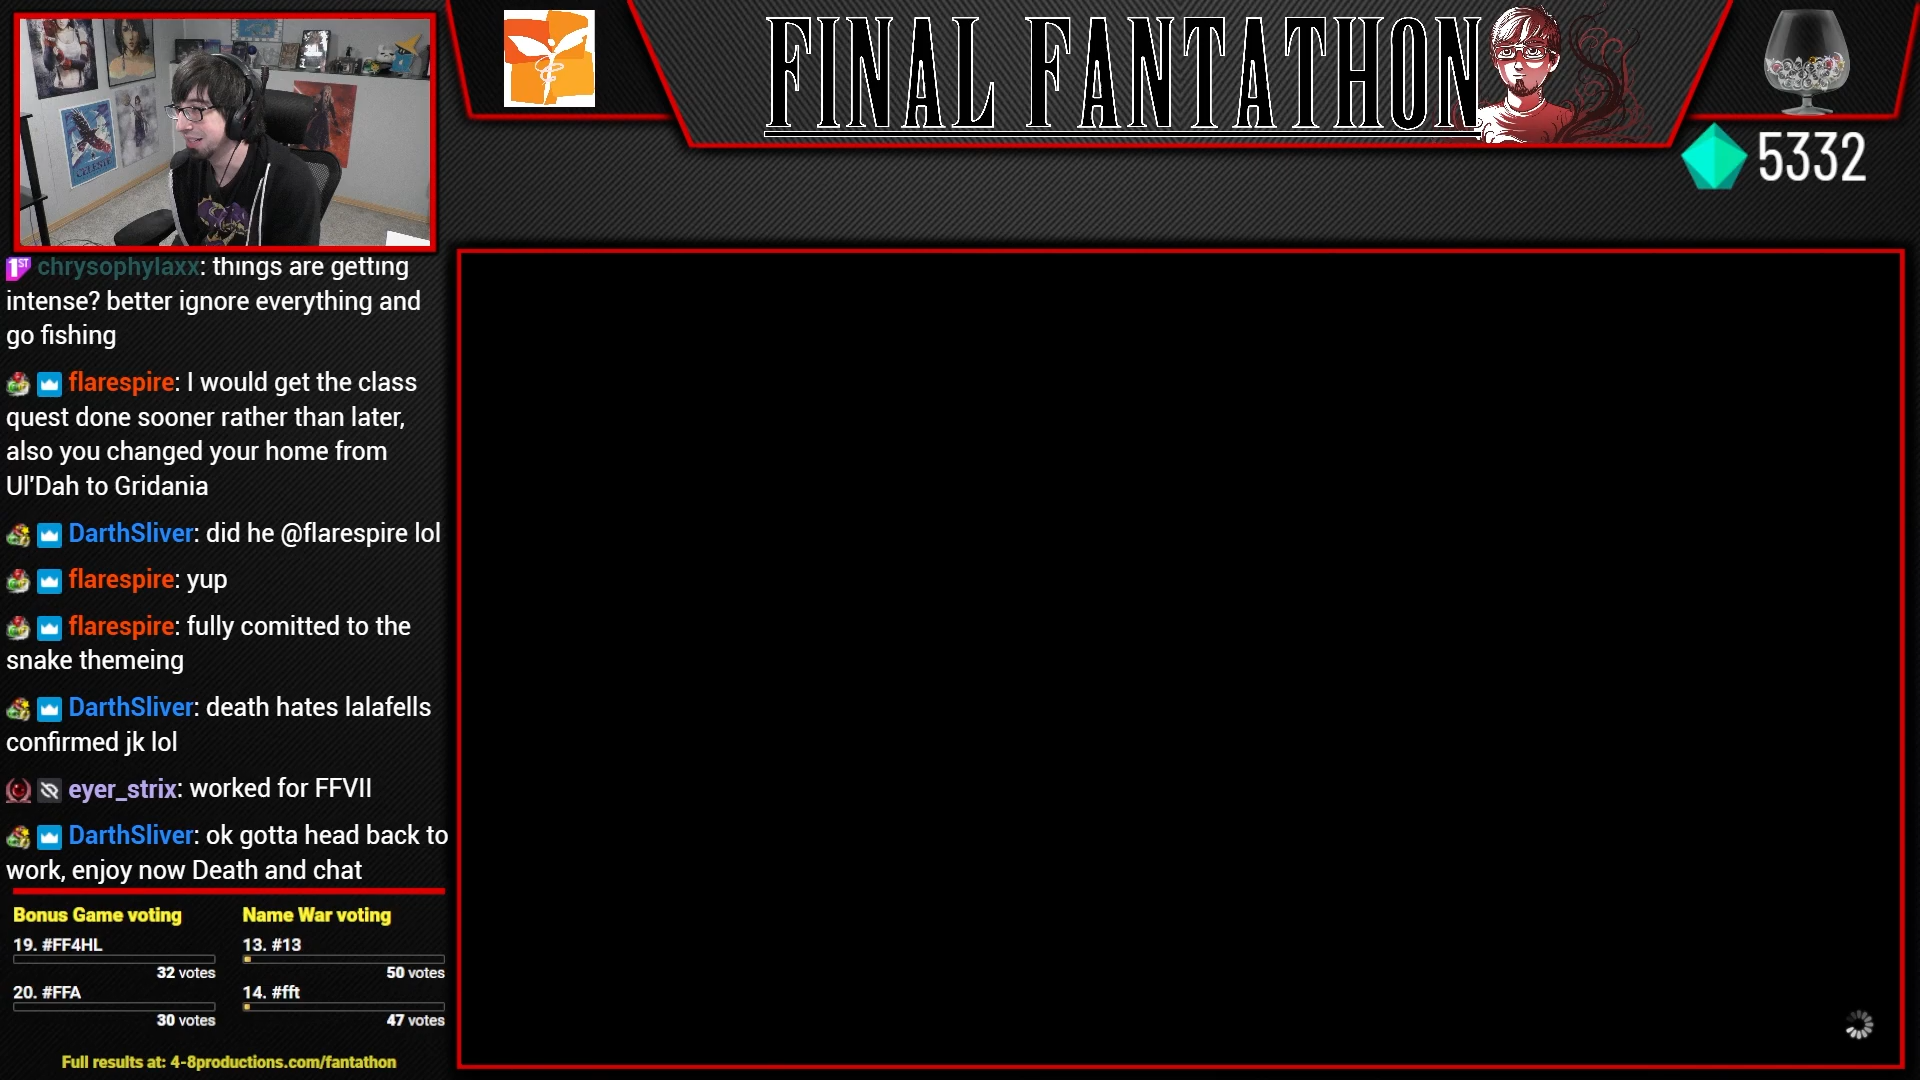 FINAL FANTATHON
5332
CELESTE
1ST chrysophylaxx: things are getting
intense? better ignore everything and
go fishing
flarespire: I would get the class
quest done sooner rather than later,
also you changed your home from
Ul'Dah to Gridania
DarthSliver: did he @flarespire lol
flarespire: yup
flarespire: fully comitted to the
snake themeing
DarthSliver: death hates lalafells
confirmed jk lol
eyer_strix: worked for FFVII
DarthSliver: ok gotta head back to
work, enjoy now Death and chat
Bonus Game voting
19. #FF4HL
32 votes
20. #FFA
30 votes
Name War voting
13. #13
50 votes
14. #fft
47 votes
Full results at: 4-8productions.com/fantathon